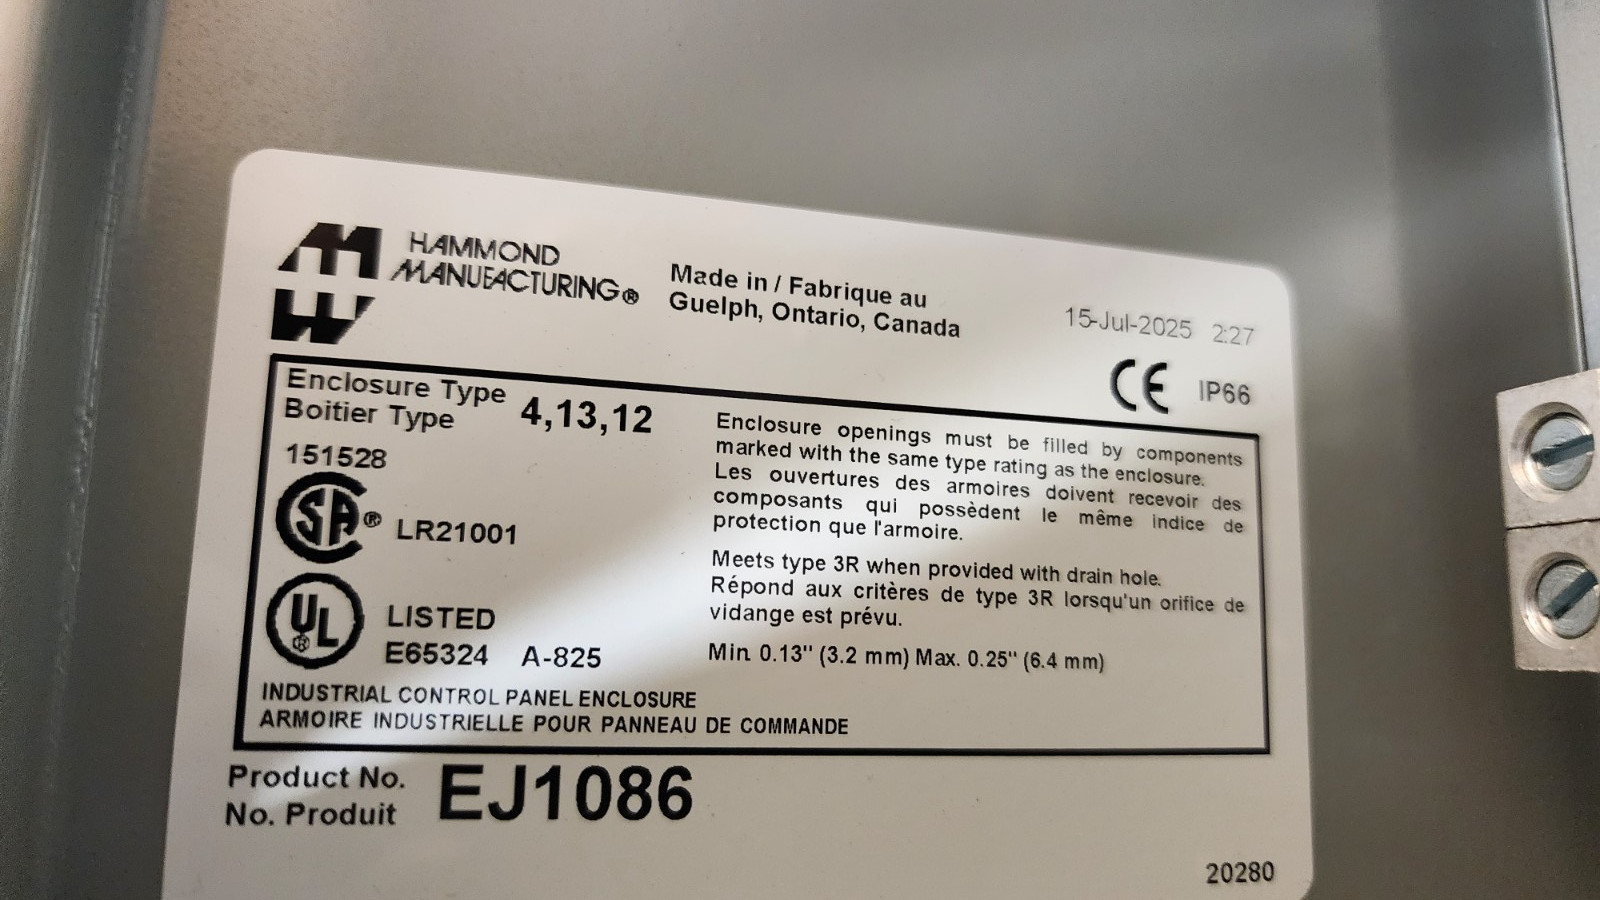 HAMMOND
MANUFACTURING®
Made in / Fabrique au
Guelph, Ontario, Canada
15-Jul-2025 2:27
CE IP66
Enclosure Type
Boitier Type
4,13,12
151528
SA® LR21001
UL® LISTED
E65324 A-825
Enclosure openings must be filled by components
marked with the same type rating as the enclosure.
Les ouvertures des armoires doivent recevoir des
composants qui possèdent le même indice de
protection que l'armoire.
Meets type 3R when provided with drain hole.
Répond aux critères de type 3R lorsqu'un orifice de
vidange est prévu.
Min. 0.13" (3.2 mm) Max. 0.25" (6.4 mm)
INDUSTRIAL CONTROL PANEL ENCLOSURE
ARMOIRE INDUSTRIELLE POUR PANNEAU DE COMMANDE
Product No.
No. Produit
EJ1086
20280